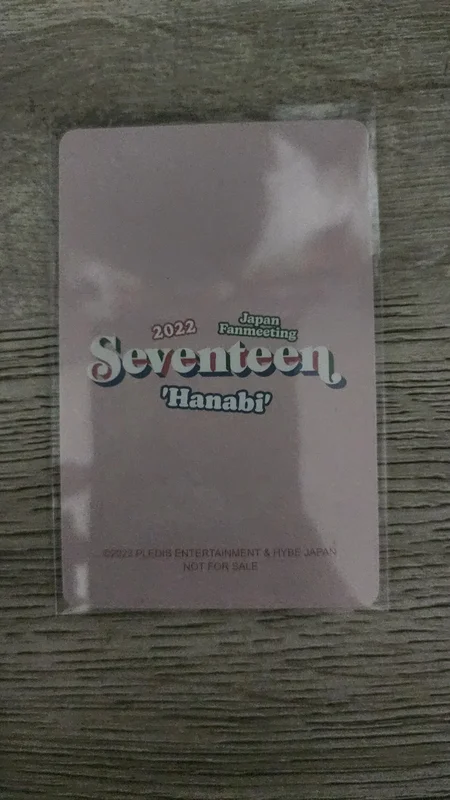 2022 Japan
Fanmeeting
Seventeen
'Hanabi'
©2022 PLEDIS ENTERTAINMENT & HYBE JAPAN
NOT FOR SALE